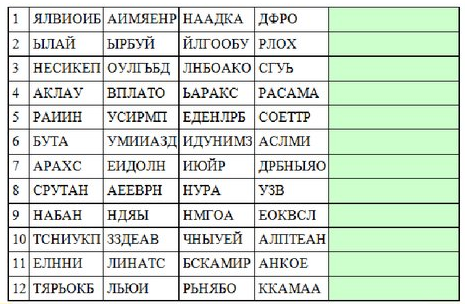 1 ЯЛВИОИБ АИМЯЕНР НААДКА ДФРО
2 ЫЛАЙ ЫРБУЙ ЙЛГООБУ РЛОХ
3 НЕСИКЕП ОУЛГЬБД ЛНБОАКО СГУЬ
4 АКЛАУ ВПЛАТО ЬАРАКС РАСАМА
5 РАИИН УСИРМП ЕДЕНЛРБ СОЕТТР
6 БУТА УМИИАЗД ИДУНИМЗ АСЛМИ
7 АРАХС ЕИДОЛН ИЮЙР ДРБНЫЯО
8 СРУТАН АЕЕВРН НУРА УЗВ
9 НАБАН НДЯЫ НМГОА ЕОКВСЛ
10 ТСНИУКП ЗЗДЕАВ ЧНЫУЕЙ АЛПТЕАН
11 ЕЛННИ ЛИНАТС БСКАМИР АНКОЕ
12 ТЯРЬОКБ ЛЬЮИ РЬНЯБО ККАМАА